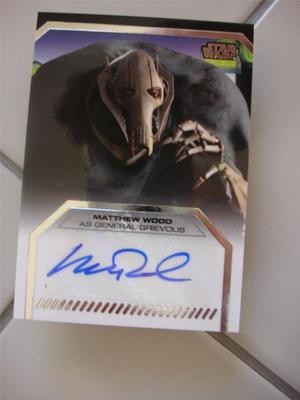 STAR WARS
MATTHEW WOOD
AS GENERAL GRIEVOUS